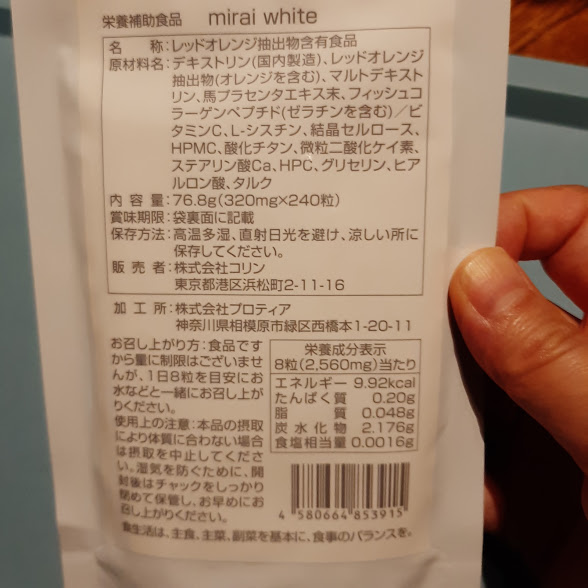 栄養補助食品 mirai white
名 称:レッドオレンジ抽出物含有食品
原材料名:デキストリン(国内製造)、レッドオレンジ
抽出物(オレンジを含む)、マルトデキスト
リン、馬プラセンタエキス末、フィッシュコ
ラーゲンペプチド(ゼラチンを含む)/ビ
タミンC、L-シスチン、結晶セルロース、
HPMC、酸化チタン、微粒二酸化ケイ素、
ステアリン酸Ca、HPC、グリセリン、ヒア
ルロン酸、タルク
内 容 量:76.8g(320mg×240粒)
賞味期限:袋裏面に記載
保存方法:高温多湿、直射日光を避け、涼しい所に
保存してください。
販 売 者:株式会社コリン
東京都港区浜松町2-11-16
加 工 所:株式会社プロティア
神奈川県相模原市緑区西橋本1-20-11
お召し上がり方:食品です
から量に制限はございませ
んが、1日8粒を目安にお
水などと一緒にお召し上が
りください。
使用上の注意:本品の摂取
により体質に合わない場合
は摂取を中止してくださ
い。湿気を防ぐために、開
封後はチャックをしっかり
閉めて保管し、お早めにお
召し上がりください。
栄養成分表示
8粒(2,560mg)当たり
エネルギー 9.92kcal
たんぱく質 0.20g
脂 質 0.048g
炭 水 化 物 2.176g
食塩相当量 0.0016g
4 580664 853915
食生活は、主食、主菜、副菜を基本に、食事のバランスを。